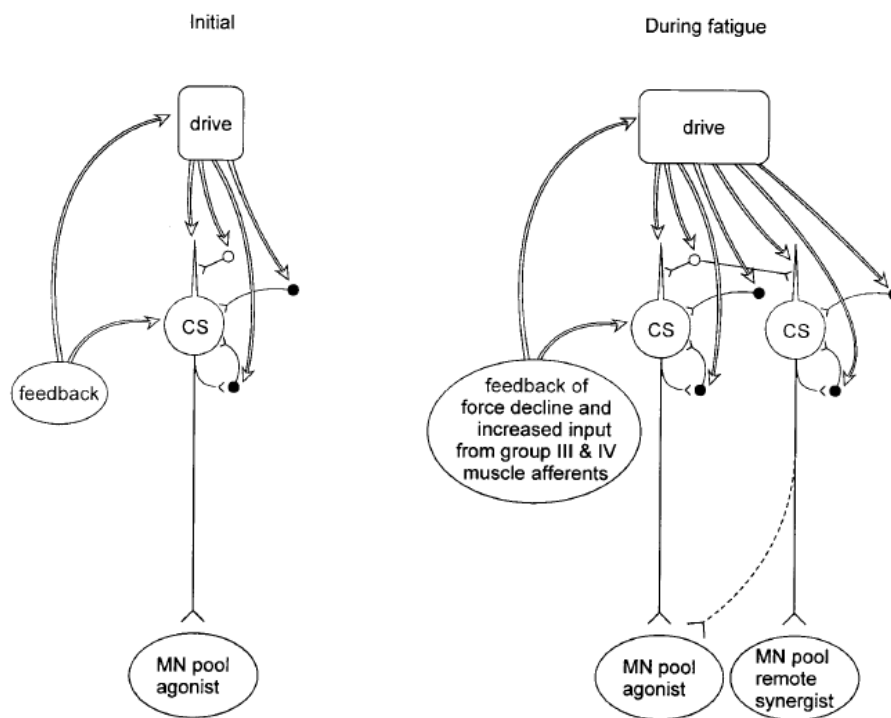 Initial
drive
CS
feedback
MN pool
agonist
During fatigue
drive
CS
CS
feedback of
force decline and
increased input
from group III & IV
muscle afferents
MN pool
agonist
MN pool
remote
synergist